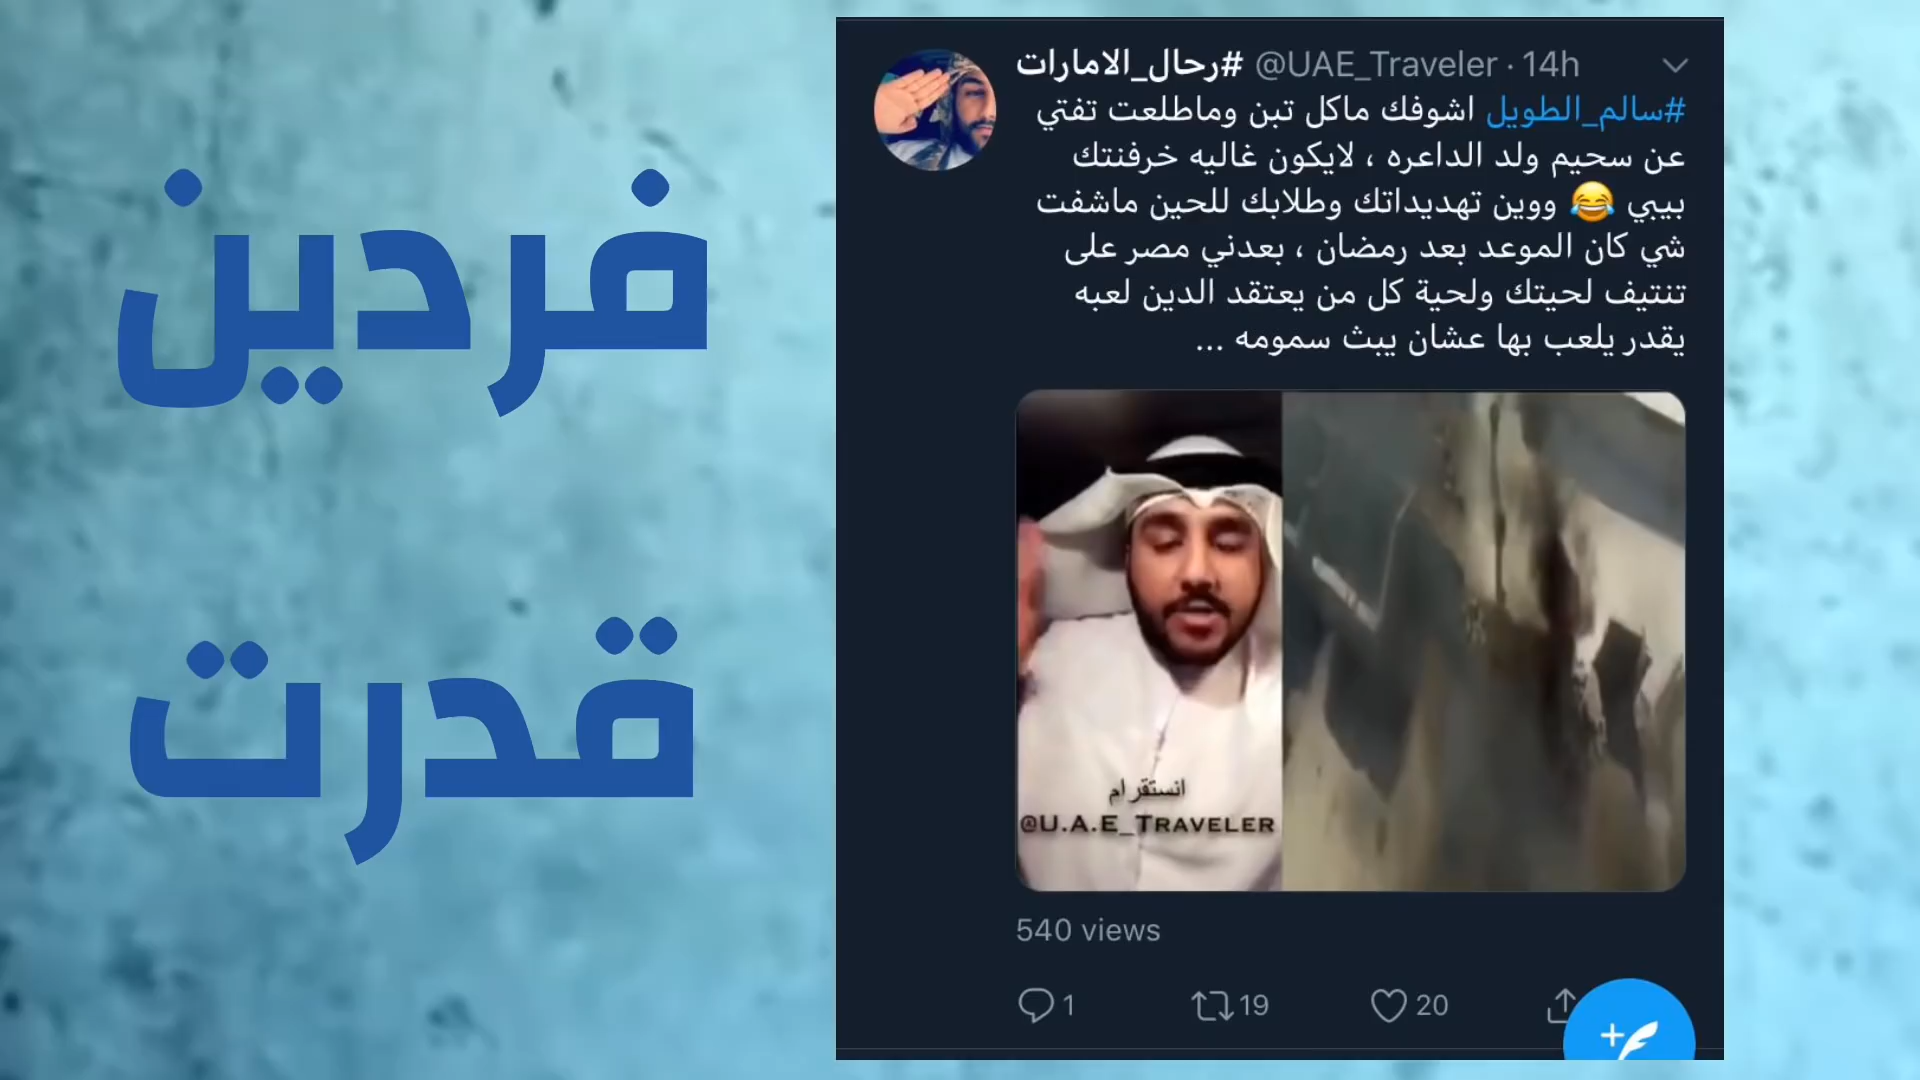 فردين
قدرت
#رحال_الامارات @UAE_Traveler · 14h
#سالم_الطويل اشوفك ماكل تبن وماطلعت تفتي
عن سحيم ولد الداعره ، لايكون غاليه خرفنتك
بيبي 😂 ووين تهديداتك وطلابك للحين ماشفت
شي كان الموعد بعد رمضان ، بعدني مصر على
تنتيف لحيتك ولحية كل من يعتقد الدين لعبه
يقدر يلعب بها عشان يبث سمومه ...
انستقرام
@U.A.E_TRAVELER
540 views
1 19 20